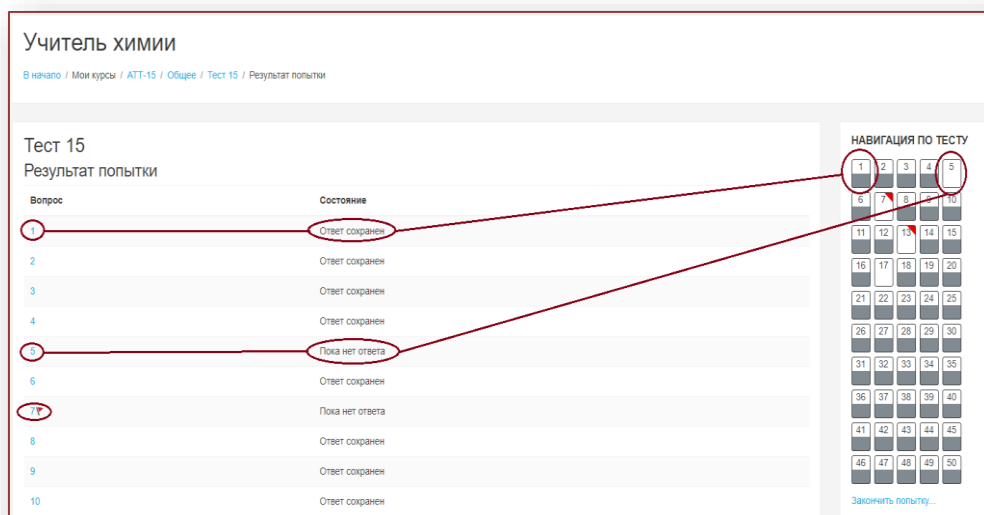 Учитель химии
В начало / Мои курсы / АТТ-15 / Общее / Тест 15 / Результат попытки
Тест 15
Результат попытки
Вопрос Состояние
1 Ответ сохранен
2 Ответ сохранен
3 Ответ сохранен
4 Ответ сохранен
5 Пока нет ответа
6 Ответ сохранен
7 Пока нет ответа
8 Ответ сохранен
9 Ответ сохранен
10 Ответ сохранен
НАВИГАЦИЯ ПО ТЕСТУ
1 2 3 4 5
6 7 8 9 10
11 12 13 14 15
16 17 18 19 20
21 22 23 24 25
26 27 28 29 30
31 32 33 34 35
36 37 38 39 40
41 42 43 44 45
46 47 48 49 50
Закончить попытку...